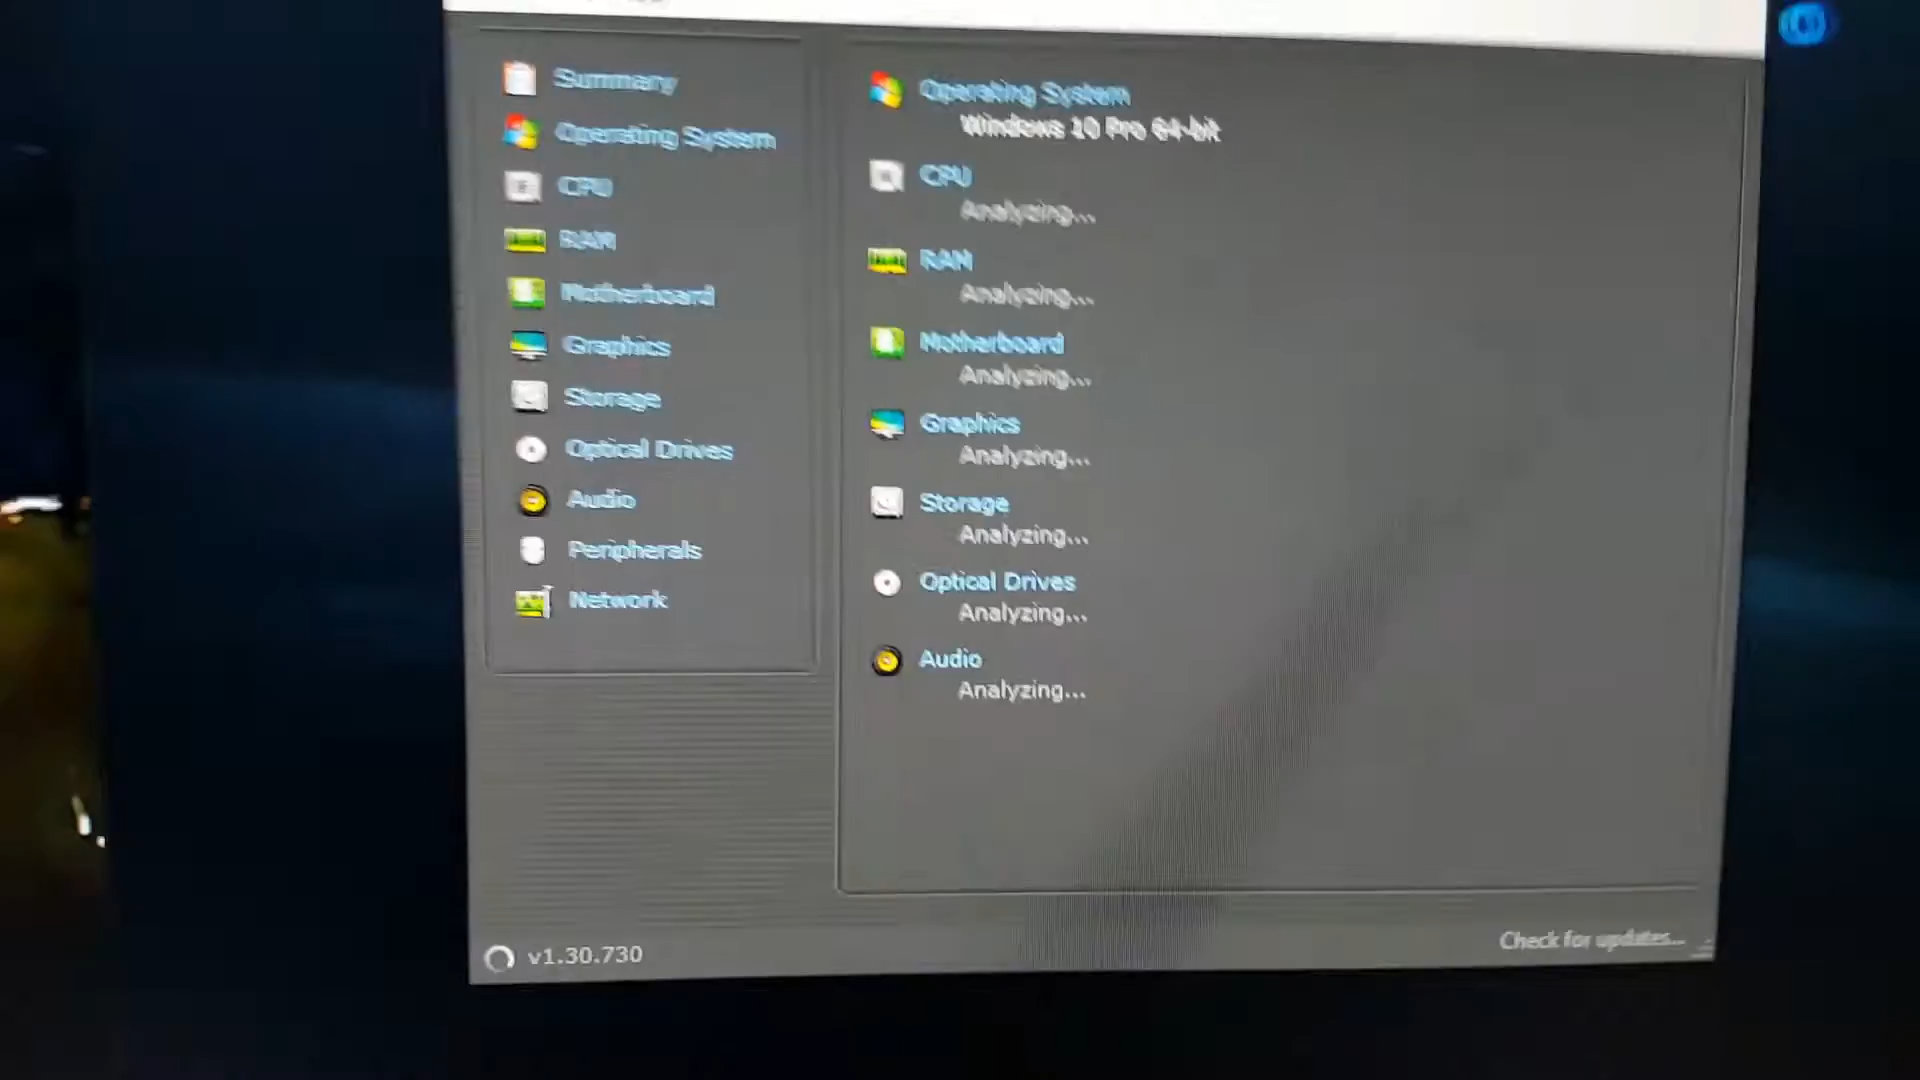 Summary
Operating System
CPU
RAM
Motherboard
Graphics
Storage
Optical Drives
Audio
Peripherals
Network
Operating System
Windows 10 Pro 64-bit
CPU
Analyzing...
RAM
Analyzing...
Motherboard
Analyzing...
Graphics
Analyzing...
Storage
Analyzing...
Optical Drives
Analyzing...
Audio
Analyzing...
v1.30.730
Check for updates...